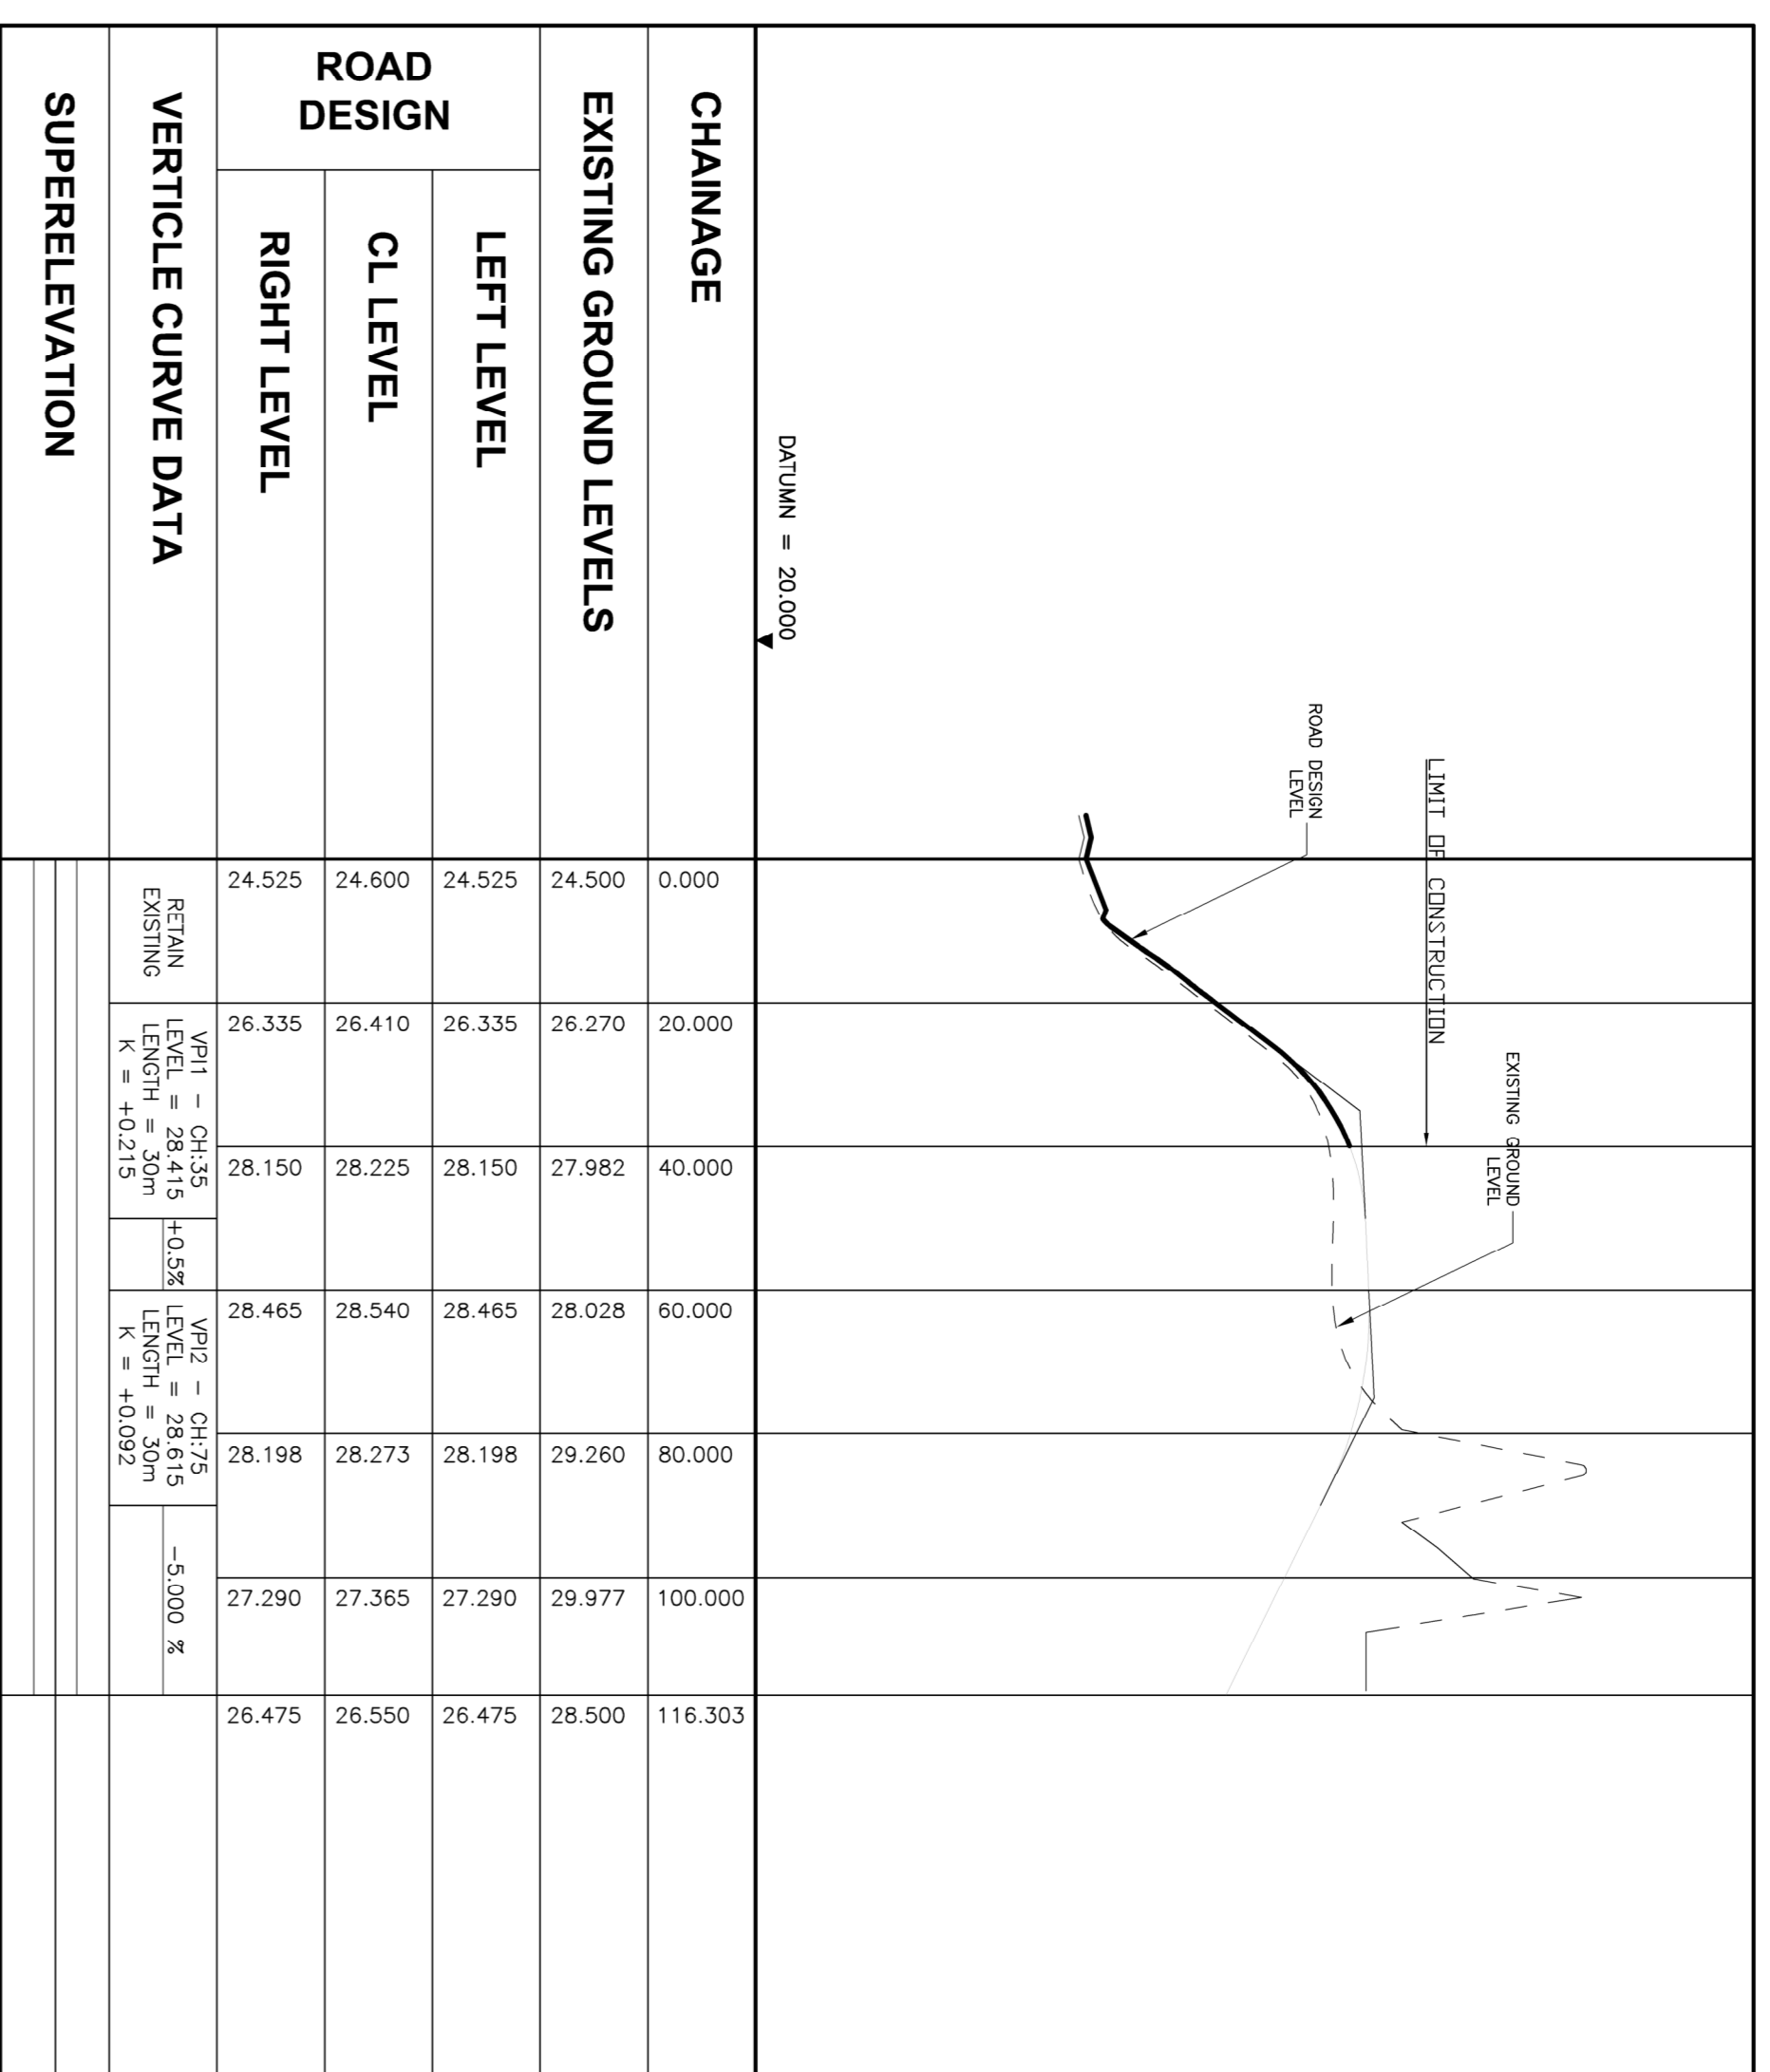 LIMIT OF CONSTRUCTION
EXISTING GROUND
LEVEL
ROAD DESIGN
LEVEL
DATUMN = 20.000
CHAINAGE
0.000
20.000
40.000
60.000
80.000
100.000
116.303
EXISTING GROUND LEVELS
24.500
26.270
27.982
28.028
29.260
29.977
28.500
ROAD
DESIGN
LEFT LEVEL
24.525
26.335
28.150
28.465
28.198
27.290
26.475
CL LEVEL
24.600
26.410
28.225
28.540
28.273
27.365
26.550
RIGHT LEVEL
24.525
26.335
28.150
28.465
28.198
27.290
26.475
VERTICLE CURVE DATA
RETAIN
EXISTING
VPI1 - CH:35
LEVEL = 28.415
LENGTH = 30m
K = +0.215
+0.5%
VPI2 - CH:75
LEVEL = 28.615
LENGTH = 30m
K = +0.092
-5.000 %
SUPERELEVATION